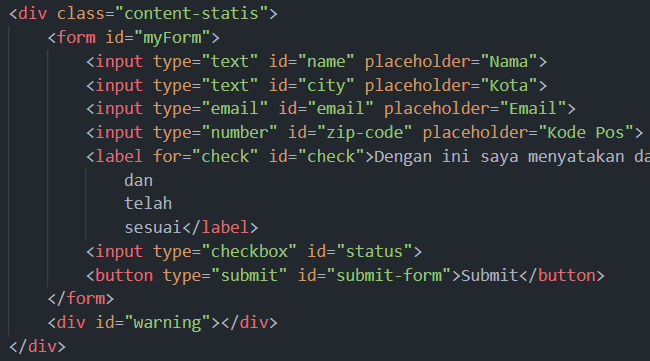 <div class="content-statis">
<form id="myForm">
<input type="text" id="name" placeholder="Nama">
<input type="text" id="city" placeholder="Kota">
<input type="email" id="email" placeholder="Email">
<input type="number" id="zip-code" placeholder="Kode Pos">
<label for="check" id="check">Dengan ini saya menyatakan da
dan
telah
sesuai</label>
<input type="checkbox" id="status">
<button type="submit" id="submit-form">Submit</button>
</form>
<div id="warning"></div>
</div>